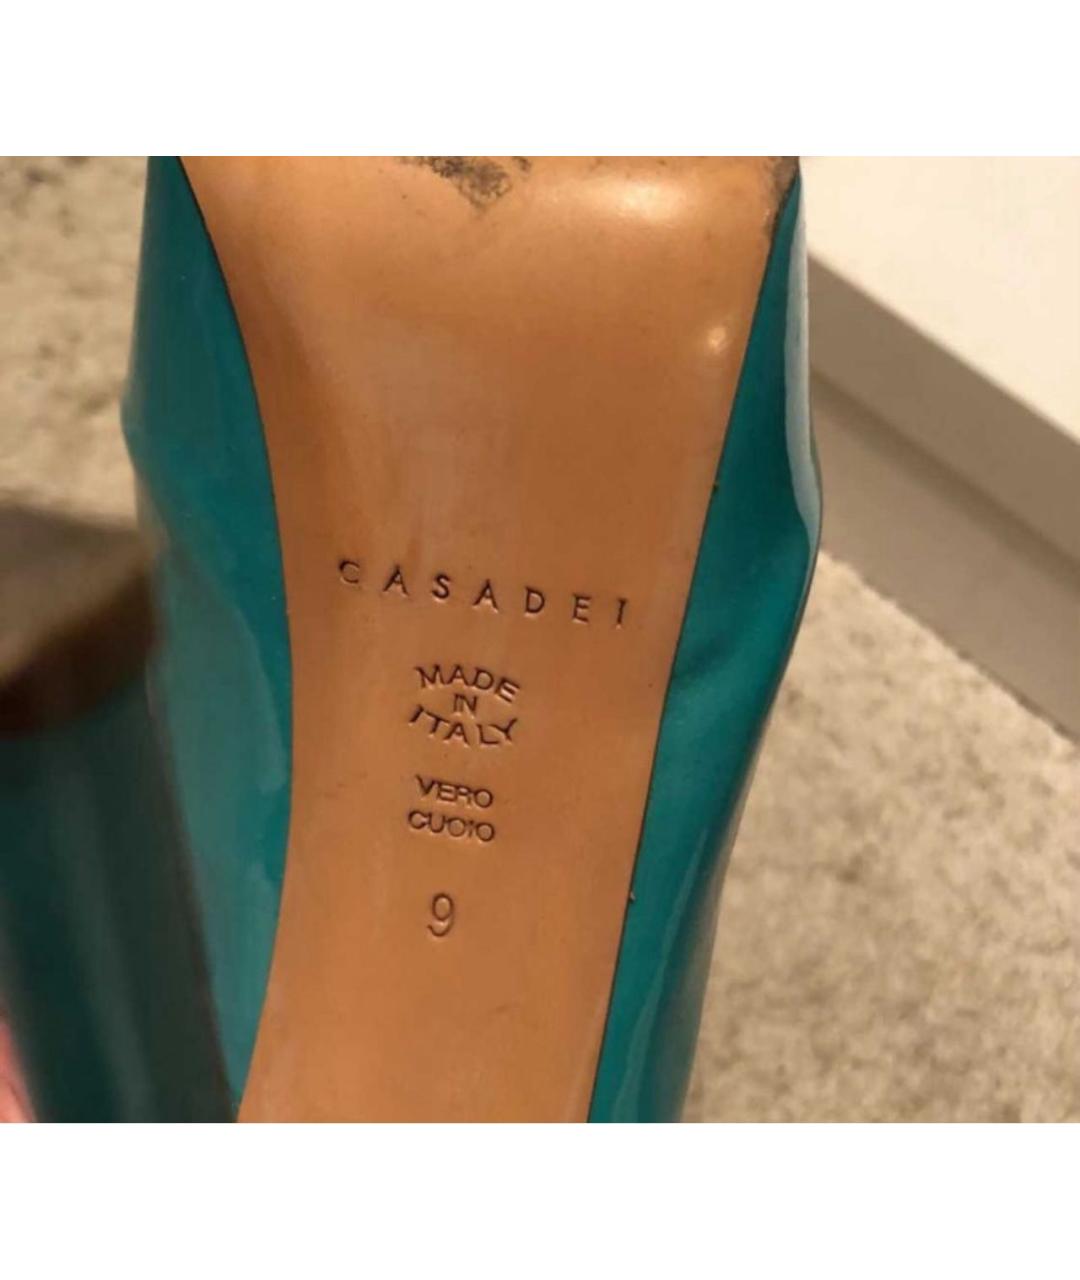 CASADEI
MADE
IN
ITALY
VERO
CUOIO
9